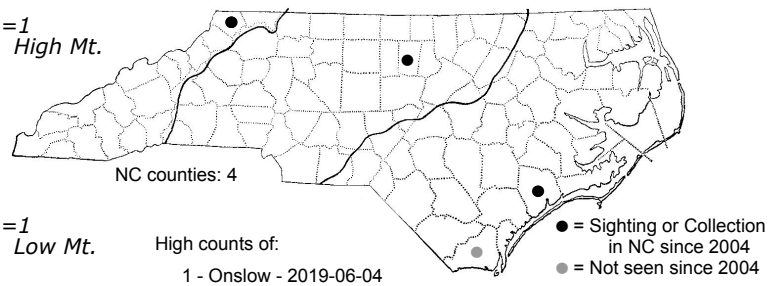 =1
High Mt.
NC counties: 4
=1
Low Mt.
High counts of:
1 - Onslow - 2019-06-04
● = Sighting or Collection
in NC since 2004
● = Not seen since 2004